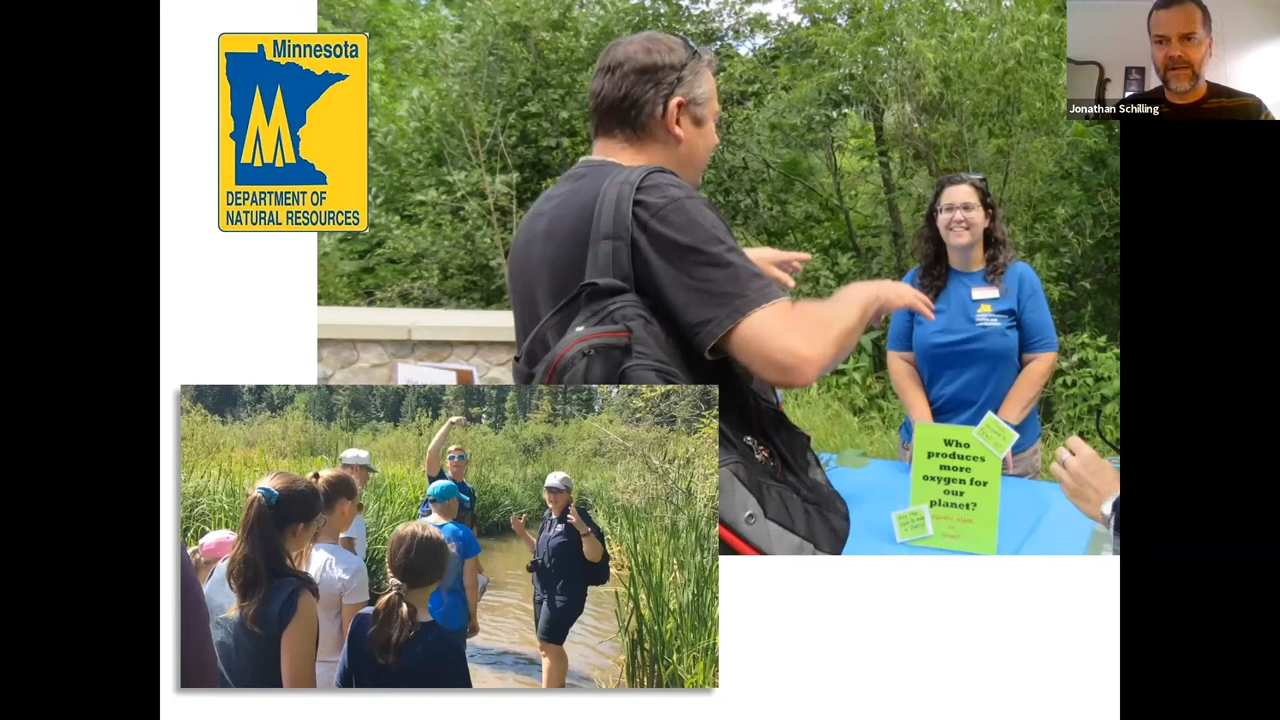 Minnesota
DEPARTMENT OF
NATURAL RESOURCES
Jonathan Schilling
Who
produces
more
oxygen for
our
planet?